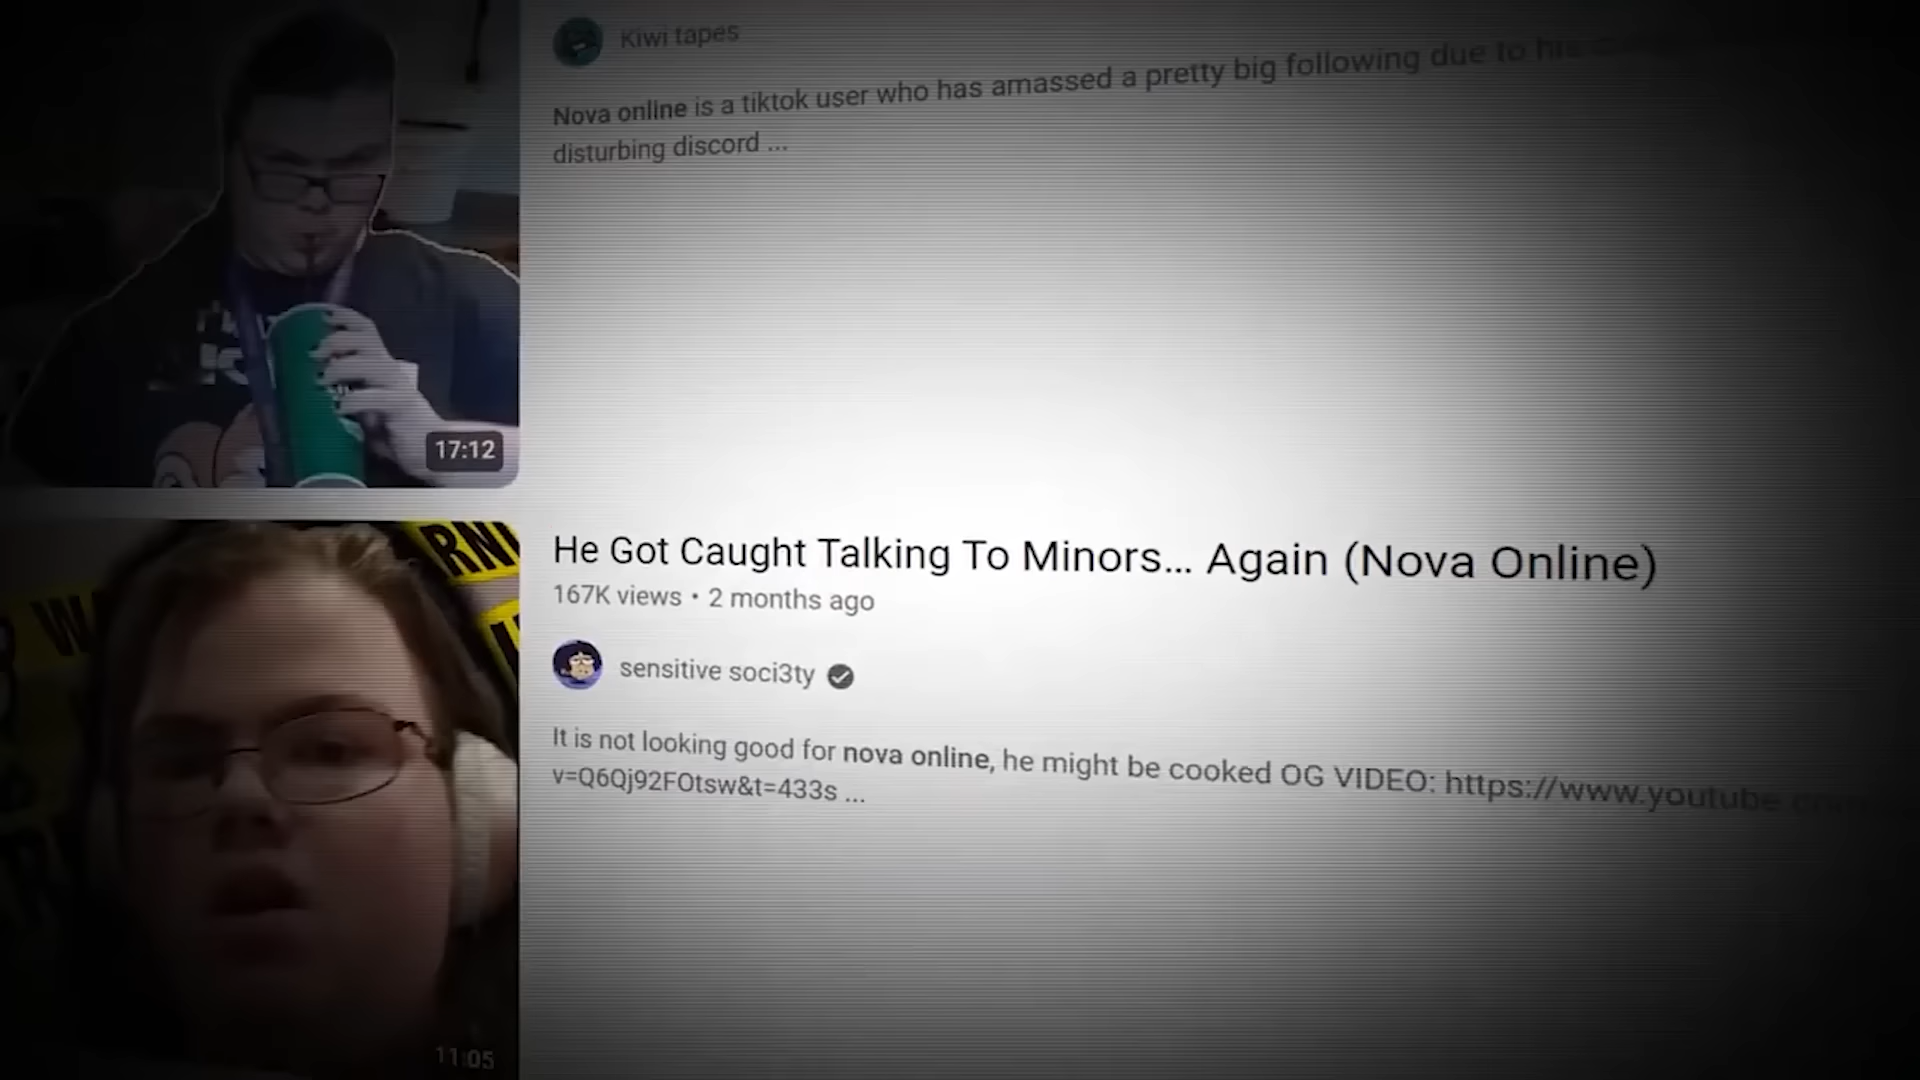 Kiwi tapes
Nova online is a tiktok user who has amassed a pretty big following due to his
disturbing discord ...
17:12
RNI
W
He Got Caught Talking To Minors... Again (Nova Online)
167K views • 2 months ago
sensitive soci3ty
It is not looking good for nova online, he might be cooked OG VIDEO: https://www.youtube
v=Q6Qj92FOtsw&t=433s ...
11:05